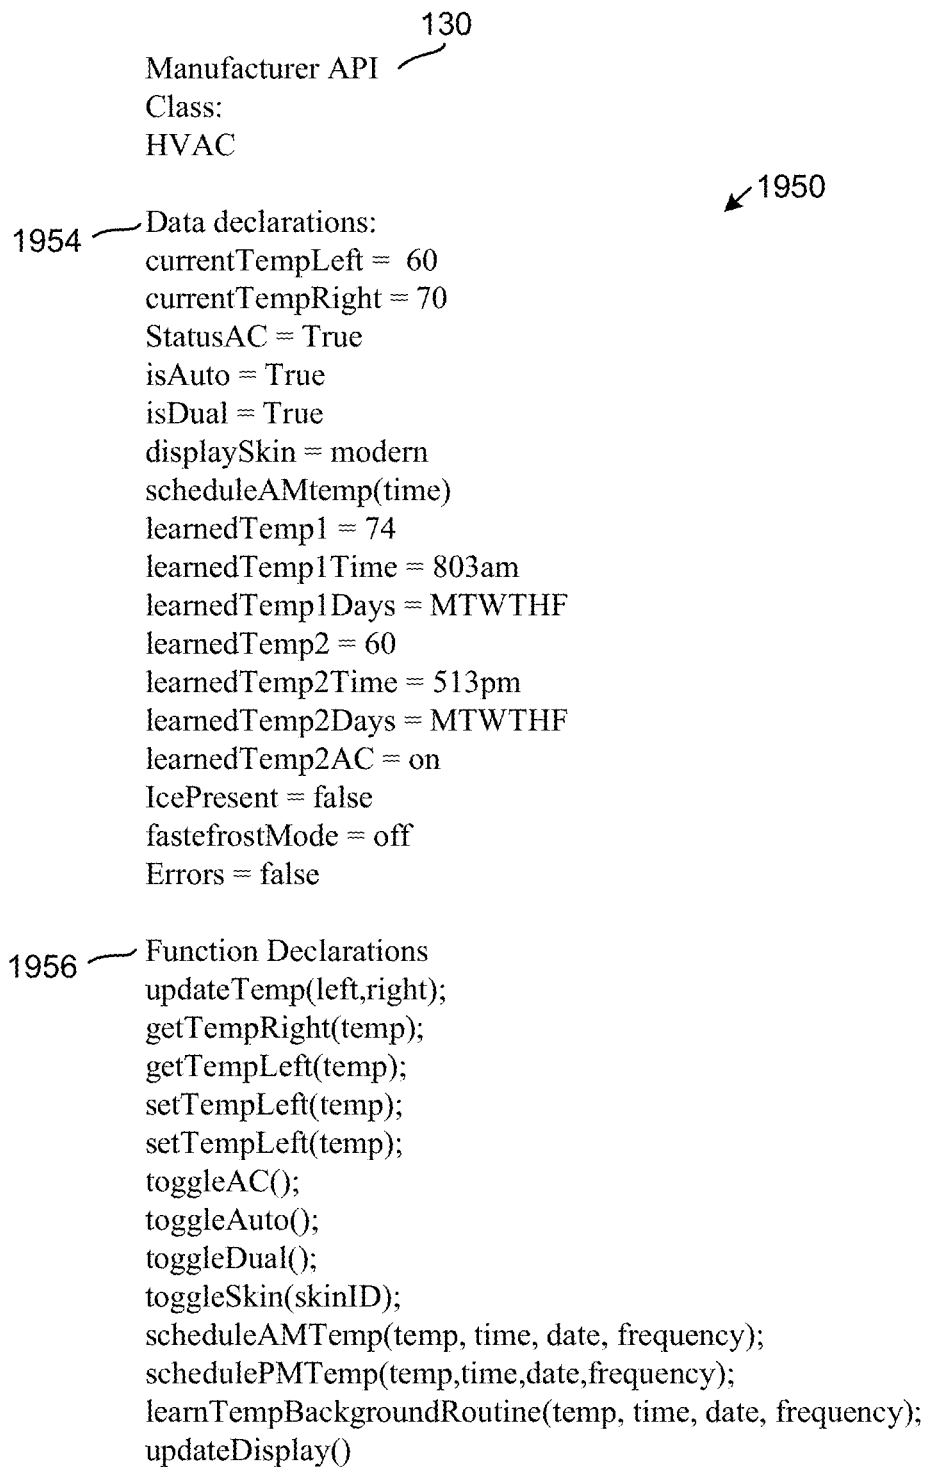 130
Manufacturer API
Class:
HVAC
1950
1954
Data declarations:
currentTempLeft = 60
currentTempRight = 70
StatusAC = True
isAuto = True
isDual = True
displaySkin = modern
scheduleAMtemp(time)
learnedTemp1 = 74
learnedTemp1Time = 803am
learnedTemp1Days = MTWTHF
learnedTemp2 = 60
learnedTemp2Time = 513pm
learnedTemp2Days = MTWTHF
learnedTemp2AC = on
IcePresent = false
fastefrostMode = off
Errors = false
1956
Function Declarations
updateTemp(left,right);
getTempRight(temp);
getTempLeft(temp);
setTempLeft(temp);
setTempLeft(temp);
toggleAC();
toggleAuto();
toggleDual();
toggleSkin(skinID);
scheduleAMTemp(temp, time, date, frequency);
schedulePMTemp(temp,time,date,frequency);
learnTempBackgroundRoutine(temp, time, date, frequency);
updateDisplay()